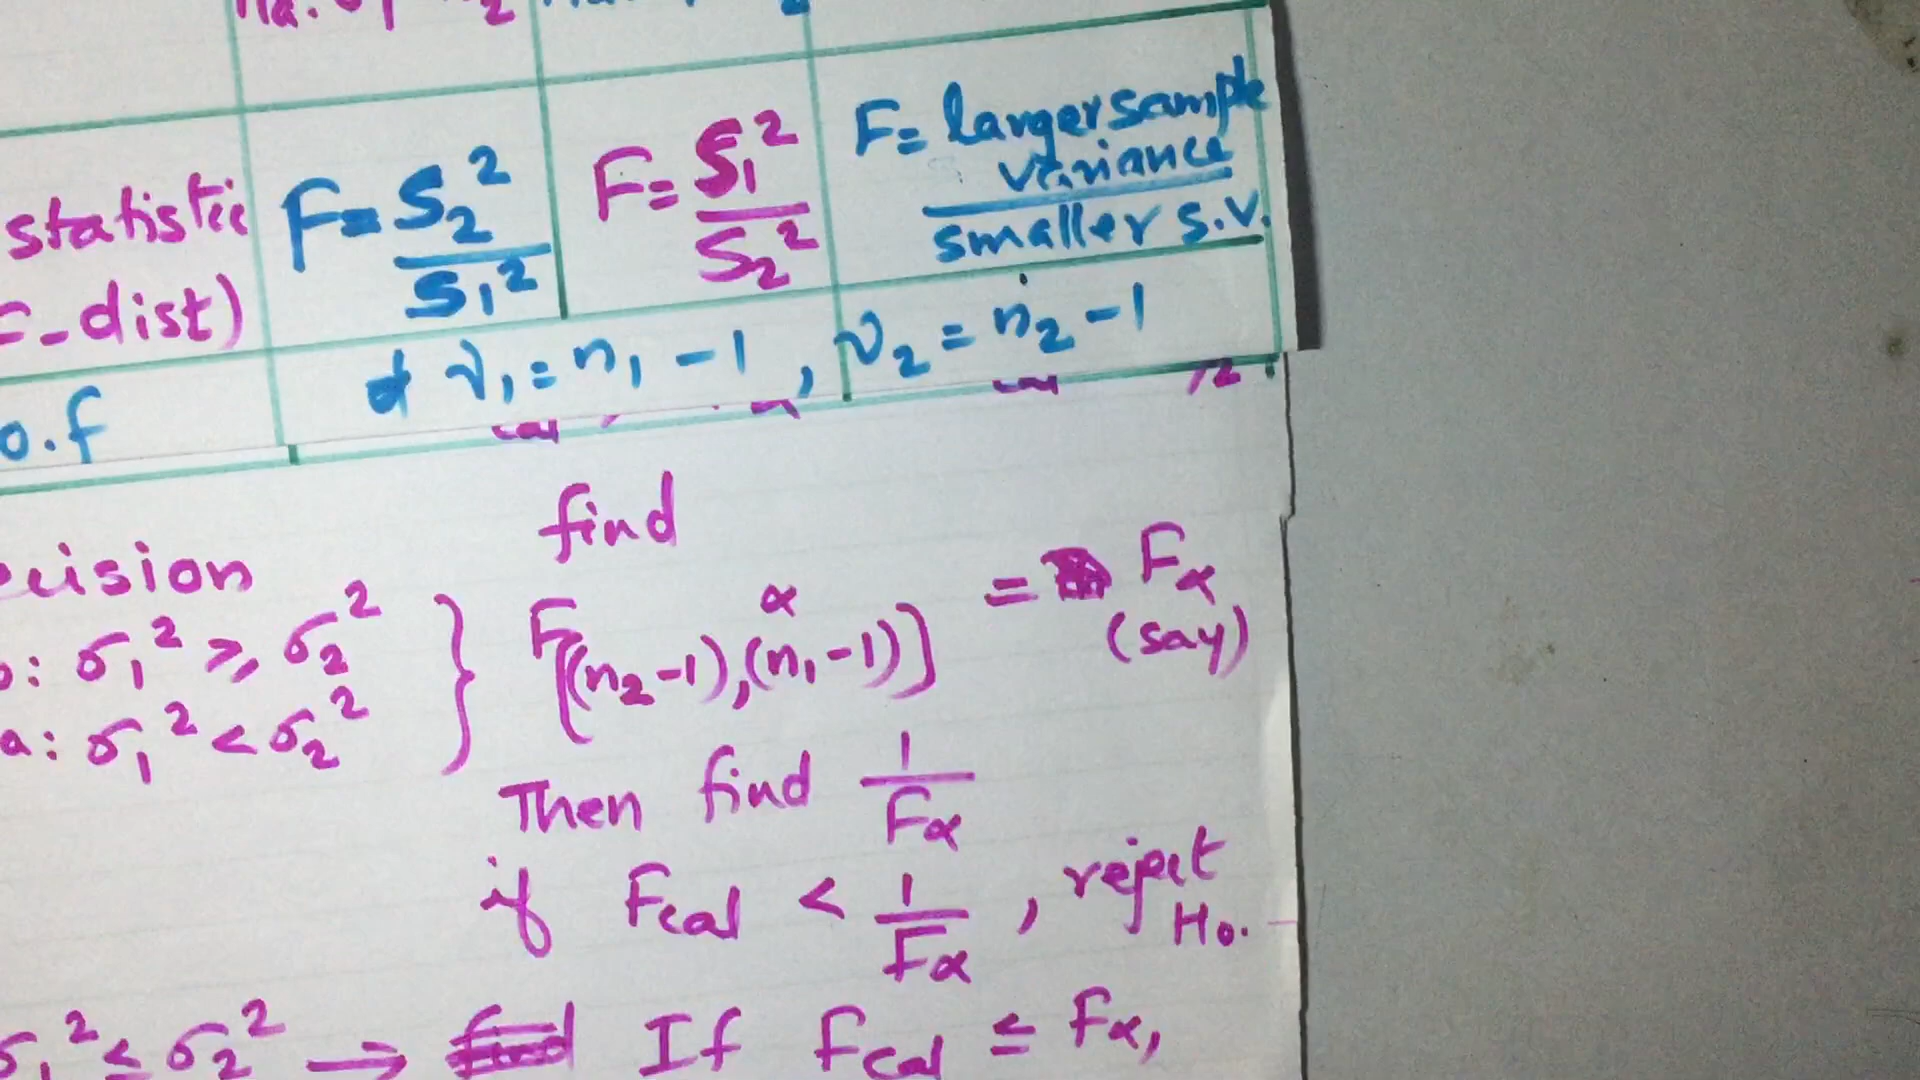 statistic
F = S₂² / S₁²
F = S₁² / S₂²
F = larger sample variance / smaller s.v.
-dist)
o.f
ν₁ = n₁ - 1, ν₂ = n₂ - 1
find
cision
σ₁² ≥ σ₂²
a: σ₁² < σ₂²
} F[(n₂-1),(n₁-1)] α = Fα
(say)
Then find 1/Fα
if Fcal < 1/Fα, reject
H₀.
σ₁² ≤ σ₂² → If Fcal ≤ Fα,